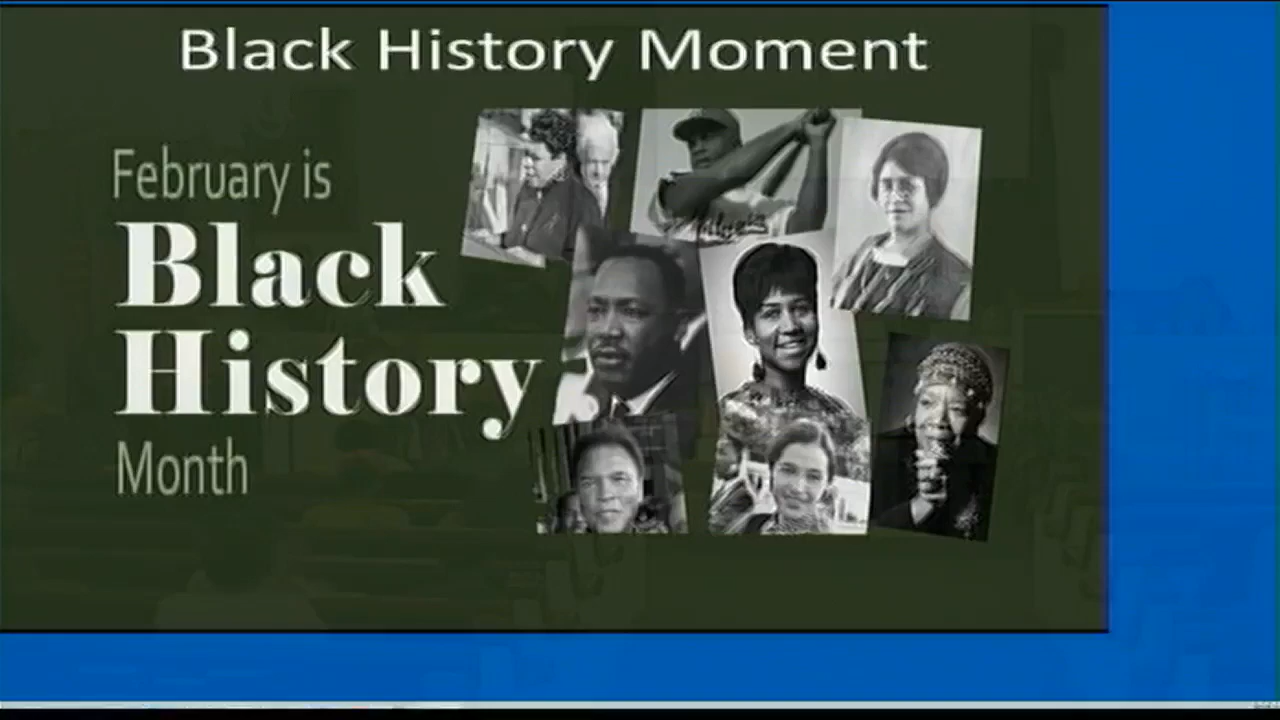 Black History Moment
February is
Black
History
Month